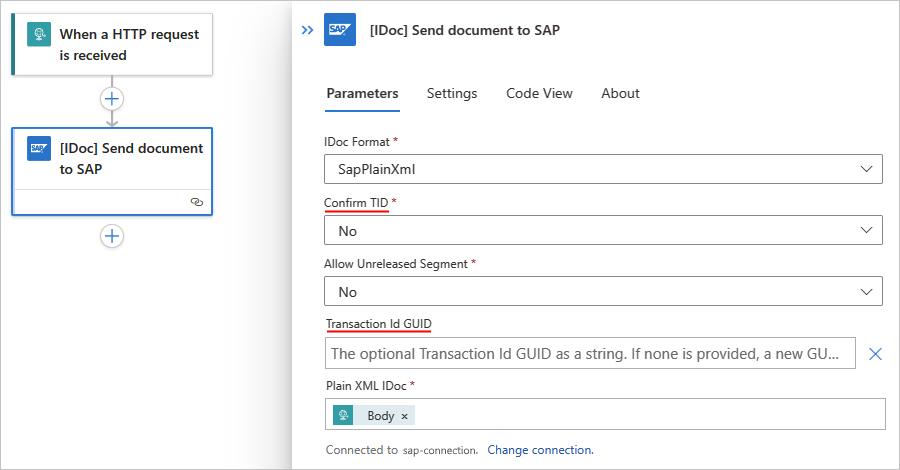 When a HTTP request
is received
SAP
[IDoc] Send document
to SAP
SAP
[IDoc] Send document to SAP
Parameters Settings Code View About
IDoc Format *
SapPlainXml
Confirm TID *
No
Allow Unreleased Segment *
No
Transaction Id GUID
The optional Transaction Id GUID as a string. If none is provided, a new GU...
Plain XML IDoc *
Body ×
Connected to sap-connection. Change connection.